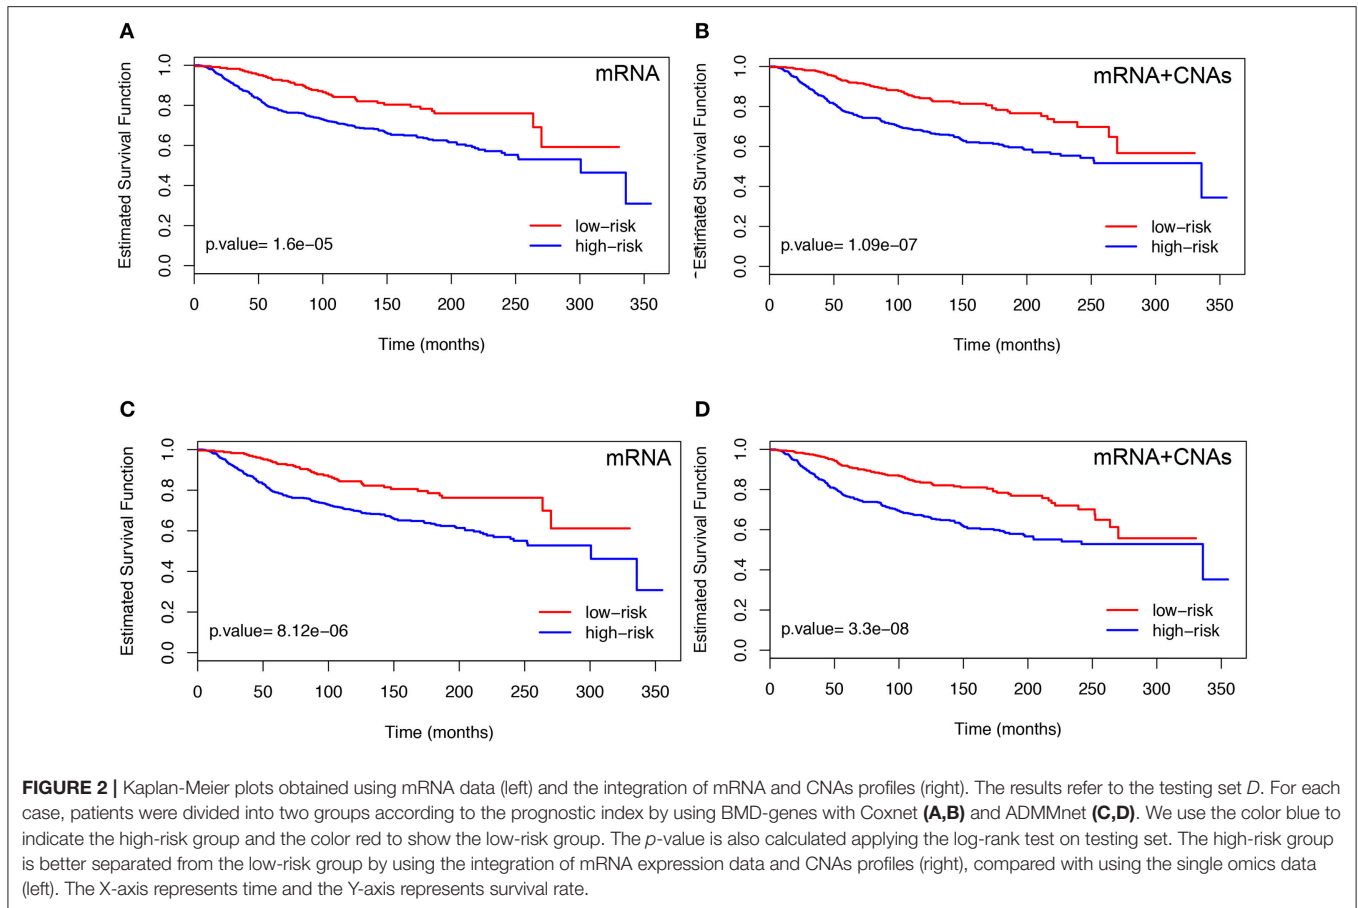 A
mRNA
Estimated Survival Function
1.0
0.8
0.6
0.4
0.2
0.0
low−risk
high−risk
p.value= 1.6e−05
0 50 100 150 200 250 300 350
Time (months)
B
mRNA+CNAs
Estimated Survival Function
1.0
0.8
0.6
0.4
0.2
0.0
low−risk
high−risk
p.value= 1.09e−07
0 50 100 150 200 250 300 350
Time (months)
C
mRNA
Estimated Survival Function
1.0
0.8
0.6
0.4
0.2
0.0
low−risk
high−risk
p.value= 8.12e−06
0 50 100 150 200 250 300 350
Time (months)
D
mRNA+CNAs
Estimated Survival Function
1.0
0.8
0.6
0.4
0.2
0.0
low−risk
high−risk
p.value= 3.3e−08
0 50 100 150 200 250 300 350
Time (months)
FIGURE 2 | Kaplan-Meier plots obtained using mRNA data (left) and the integration of mRNA and CNAs profiles (right). The results refer to the testing set D. For each
case, patients were divided into two groups according to the prognostic index by using BMD-genes with Coxnet (A,B) and ADMMnet (C,D). We use the color blue to
indicate the high-risk group and the color red to show the low-risk group. The p-value is also calculated applying the log-rank test on testing set. The high-risk group
is better separated from the low-risk group by using the integration of mRNA expression data and CNAs profiles (right), compared with using the single omics data
(left). The X-axis represents time and the Y-axis represents survival rate.